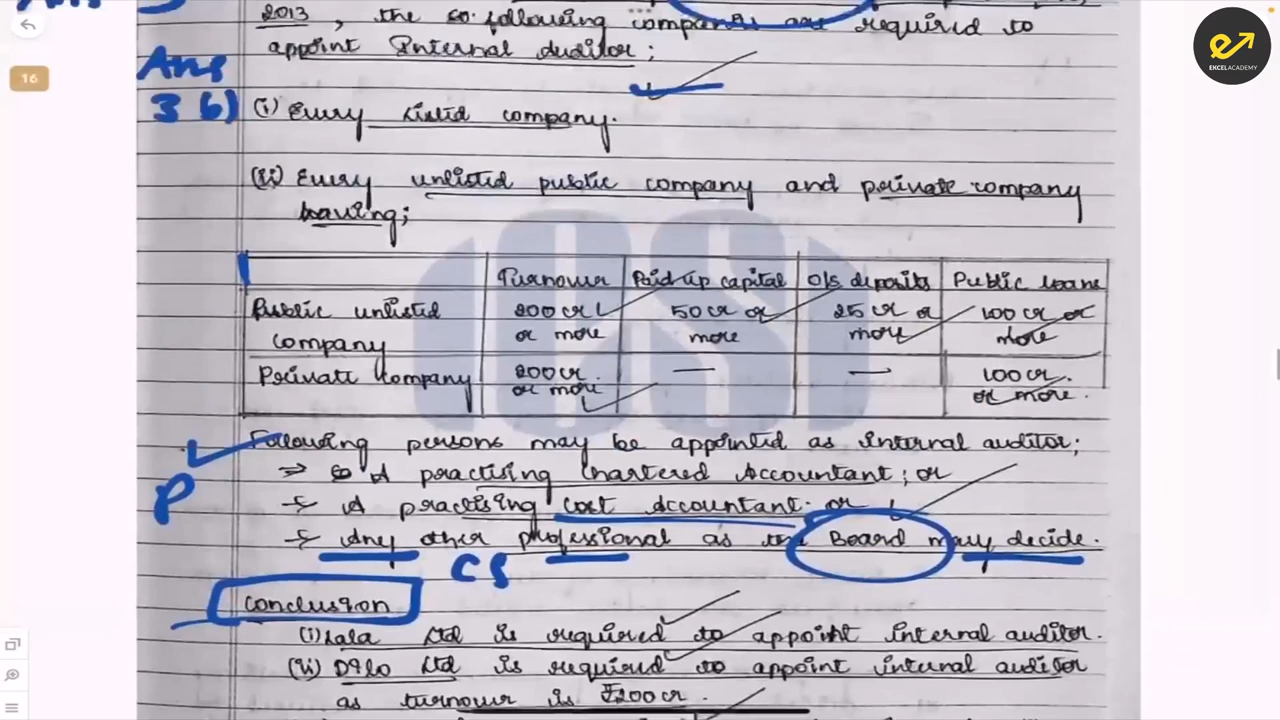 16
EKCELACADEMY
2013, the so. following companies are required to
appoint Internal Auditor;
Ans
3 b) (i) Every Listed company.
(ii) Every unlisted public company and private company
having;
Turnover Paid up capital O/s deposits Public loans
Public unlisted company 200 cr or more 50 cr or more 25 cr or more 100 cr or more
Private Company 200 cr. or more — — 100 cr. or more.
Following persons may be appointed as internal auditor;
P
⇒ A practising Chartered Accountant; or
→ A practising Cost Accountant. or
→ Any other professional as the Board may decide.
CS
Conclusion
(i) Lala Ltd is required to appoint internal auditor.
(ii) Dilo Ltd is required to appoint internal auditor
as turnover is ₹200 cr.